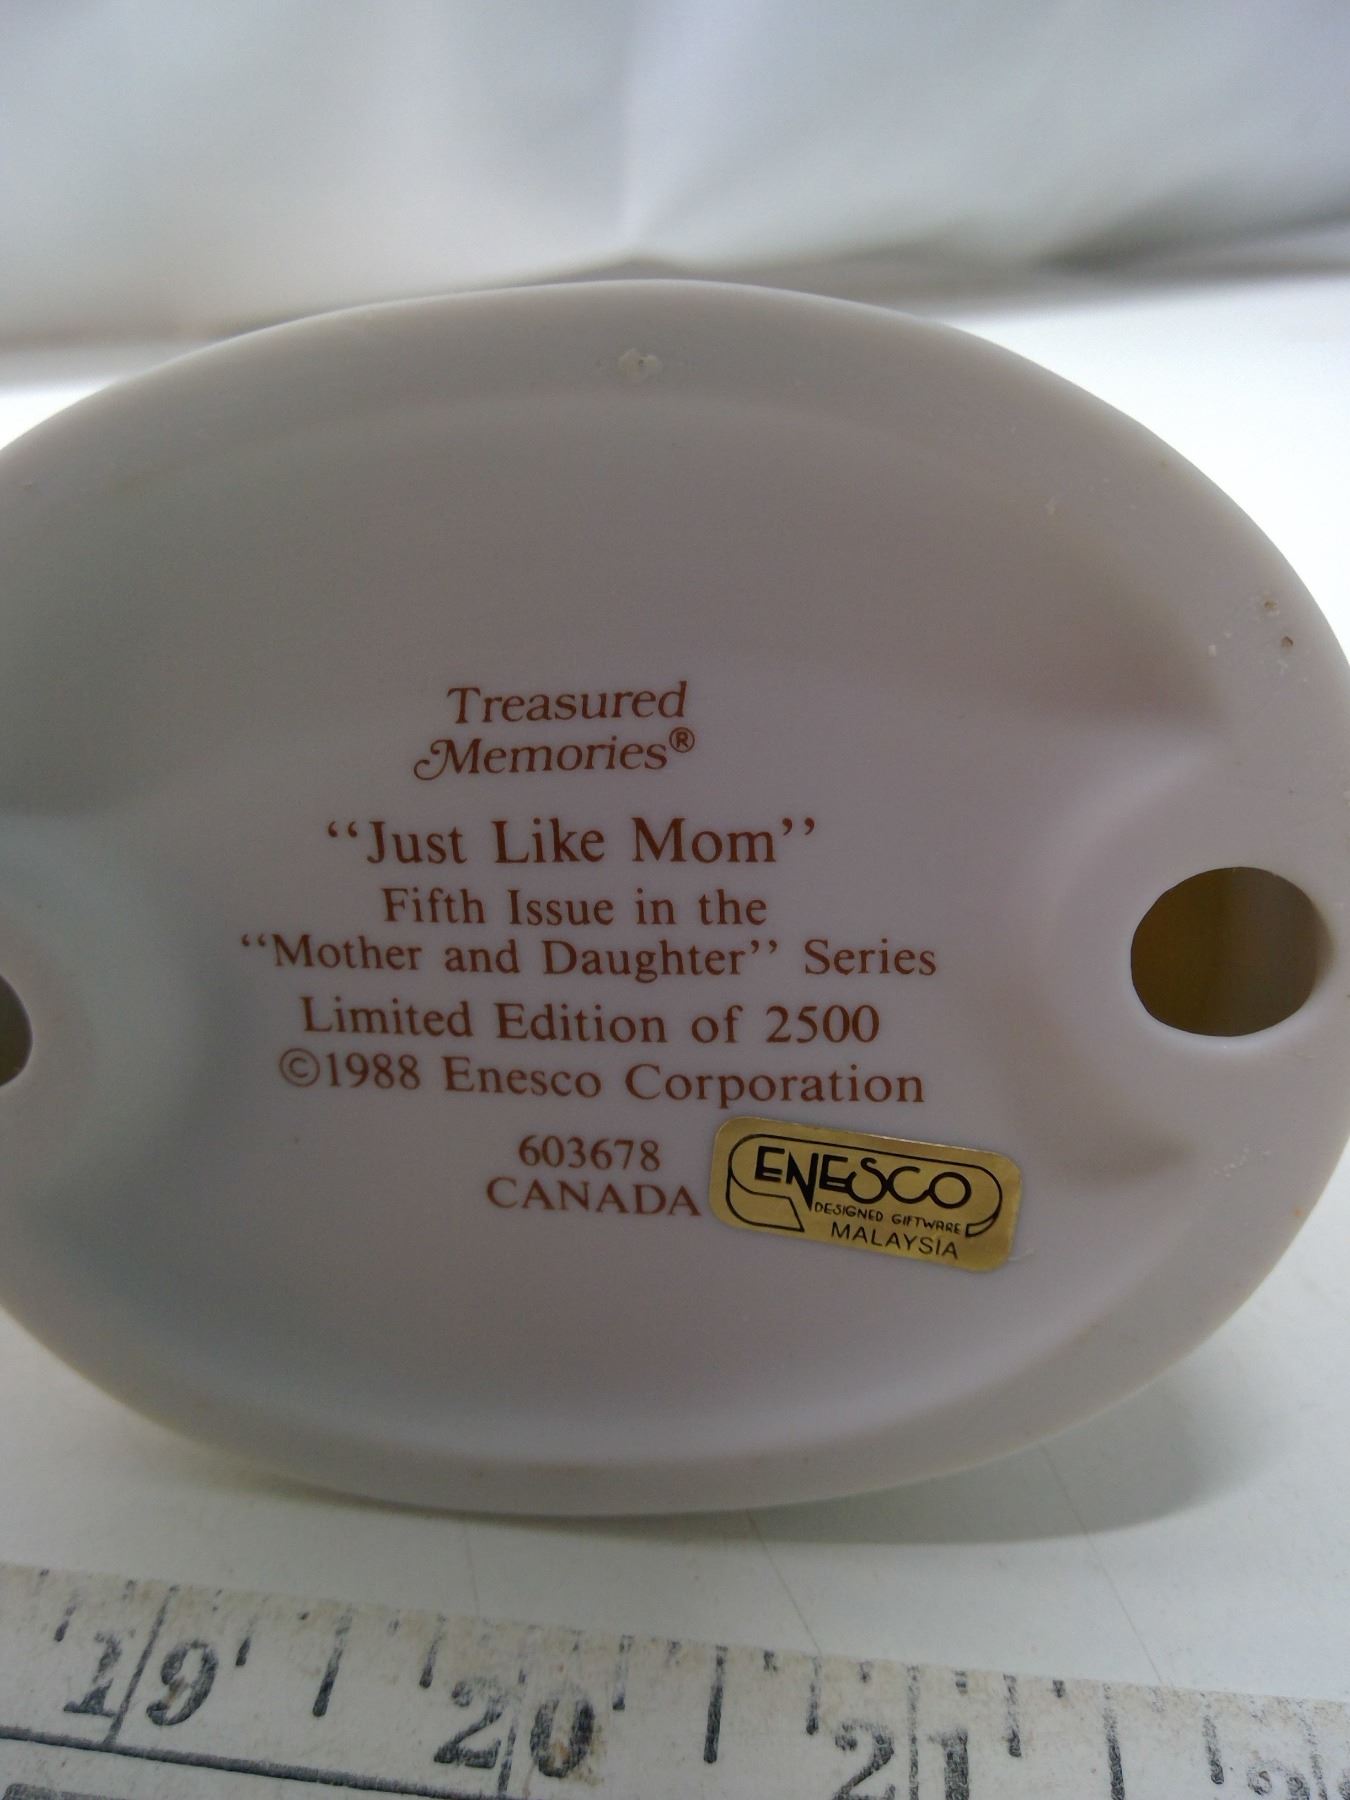 Treasured
Memories®
“Just Like Mom”
Fifth Issue in the
“Mother and Daughter” Series
Limited Edition of 2500
©1988 Enesco Corporation
603678
CANADA
ENESCO
DESIGNED GIFTWARE
MALAYSIA
19 20 21